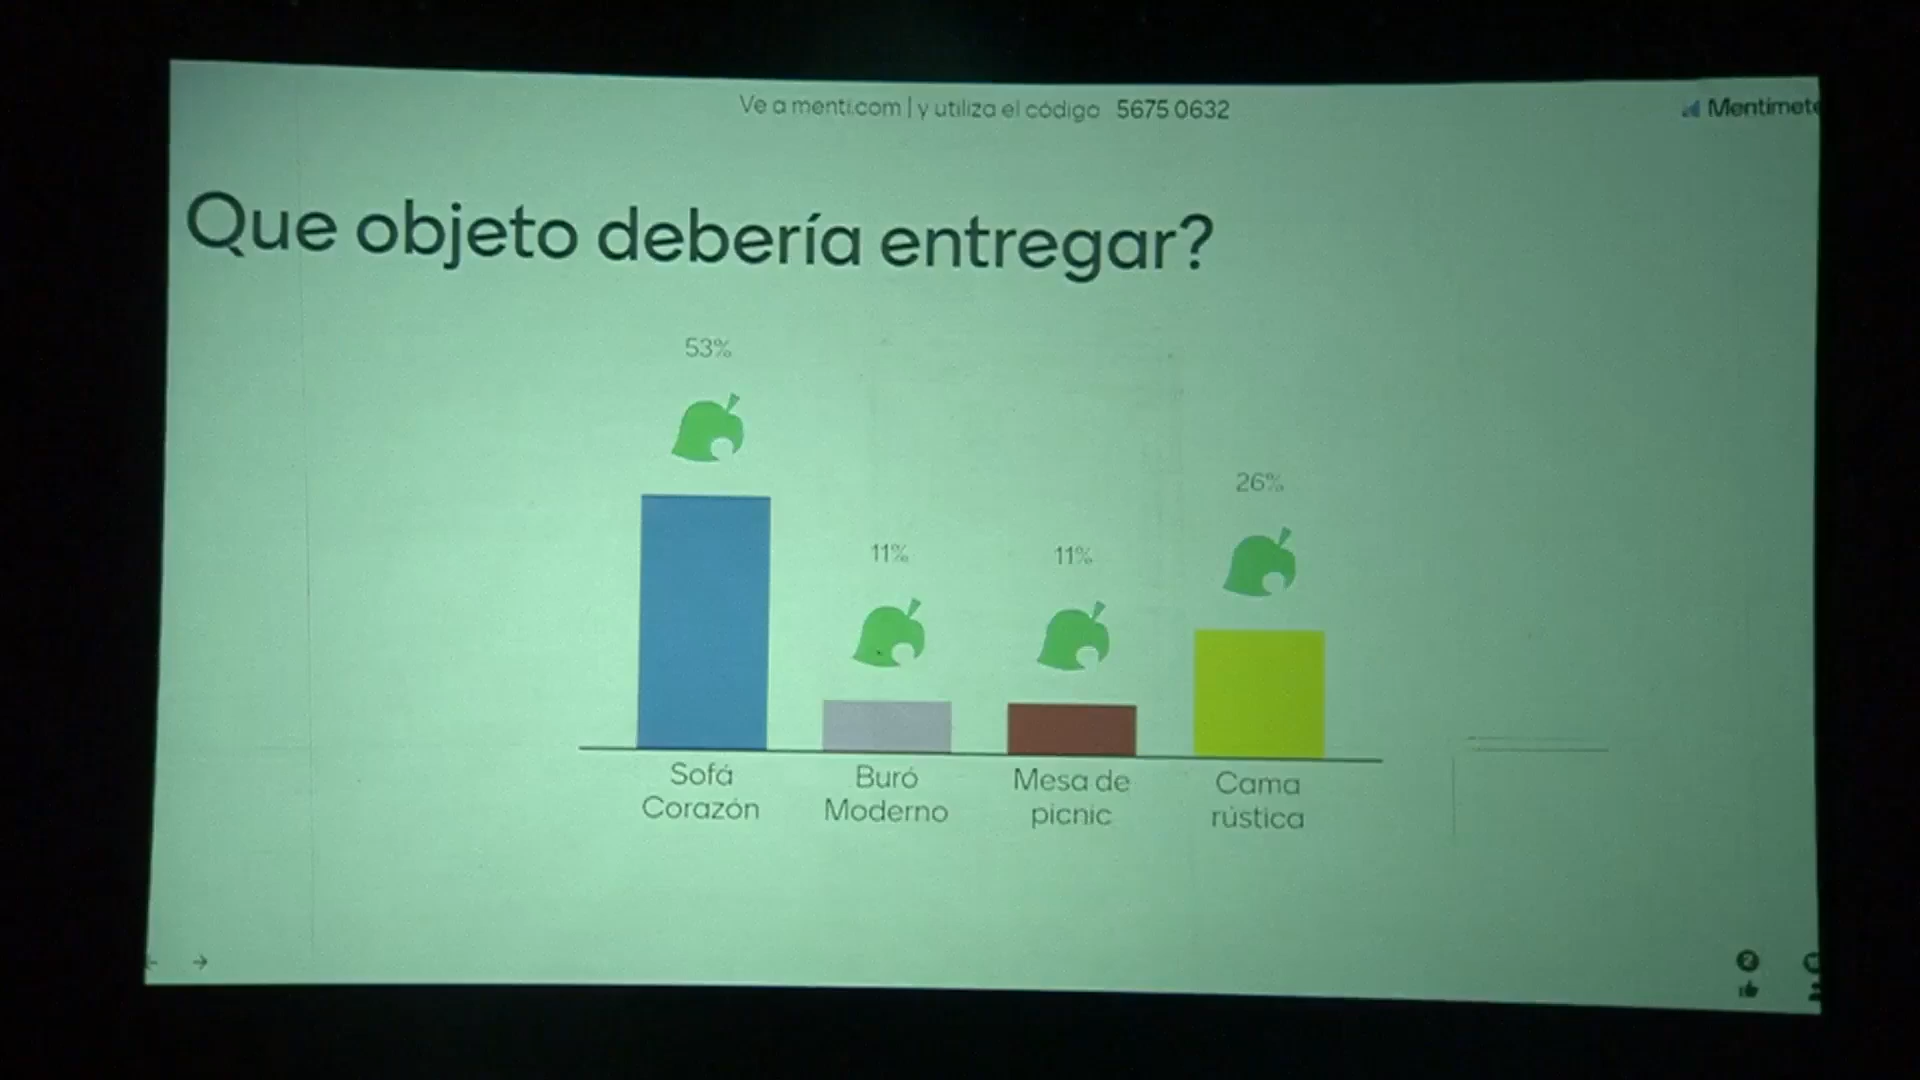 Ve a menti.com | y utiliza el código 5675 0632
Mentimete
Que objeto debería entregar?
53%
26%
11%
11%
Sofá
Corazón
Buró
Moderno
Mesa de
picnic
Cama
rústica
2